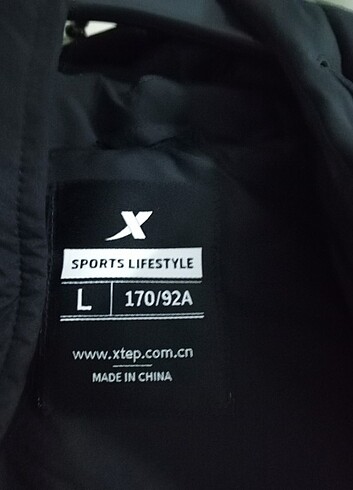 X
SPORTS LIFESTYLE
L 170/92A
www.xtep.com.cn
MADE IN CHINA